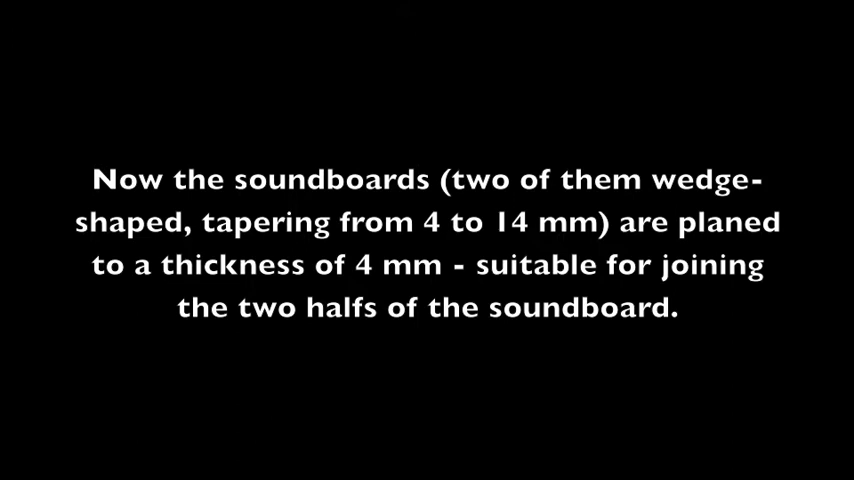 Now the soundboards (two of them wedge-
shaped, tapering from 4 to 14 mm) are planed
to a thickness of 4 mm - suitable for joining
the two halfs of the soundboard.